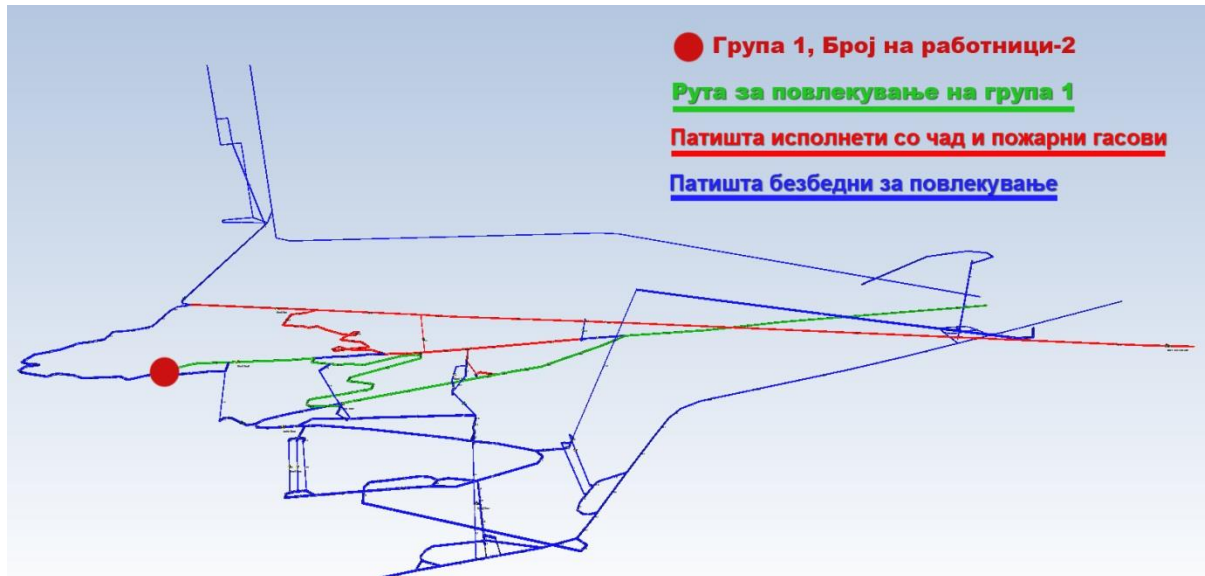 Група 1, Број на работници-2
Рута за повлекување на група 1
Патишта исполнети со чад и пожарни гасови
Патишта безбедни за повлекување